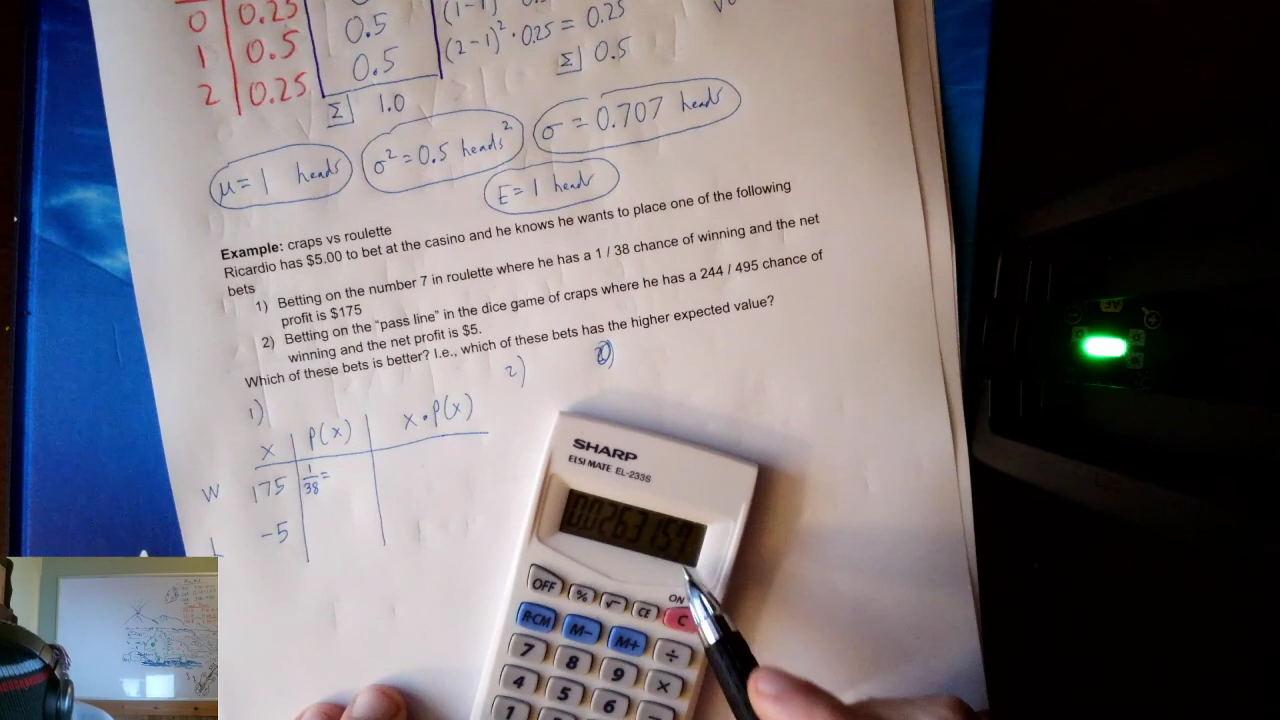 0 0.25
1 0.5 0.5
2 0.25 0.5
(2-1)² · 0.25 = 0.25
Σ 1.0
Σ 0.5
μ = 1 heads
σ² = 0.5 heads²
σ = 0.707 heads
E = 1 heads
Example: craps vs roulette
Ricardio has $5.00 to bet at the casino and he knows he wants to place one of the following
bets
1) Betting on the number 7 in roulette where he has a 1 / 38 chance of winning and the net
profit is $175
2) Betting on the "pass line" in the dice game of craps where he has a 244 / 495 chance of
winning and the net profit is $5.
Which of these bets is better? I.e., which of these bets has the higher expected value?
1)
2)
x p(x) x·p(x)
W 175 1/38 =
-5
SHARP
ELSI MATE EL-233S
0.0263157
OFF % √ CE ON C
R·CM M− M+ ÷
7 8 9 ×
4 5 6 −
1
AF